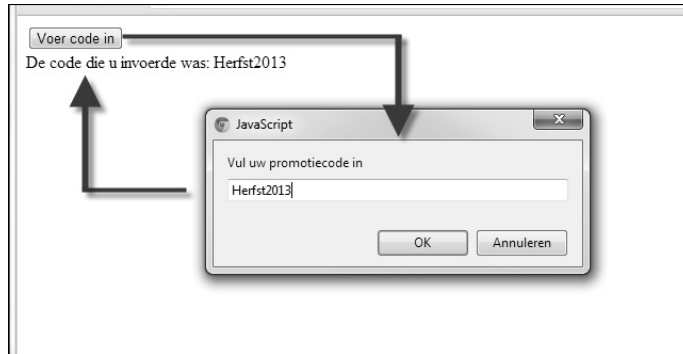 Voer code in
De code die u invoerde was: Herfst2013
JavaScript
Vul uw promotiecode in
Herfst2013
OK
Annuleren